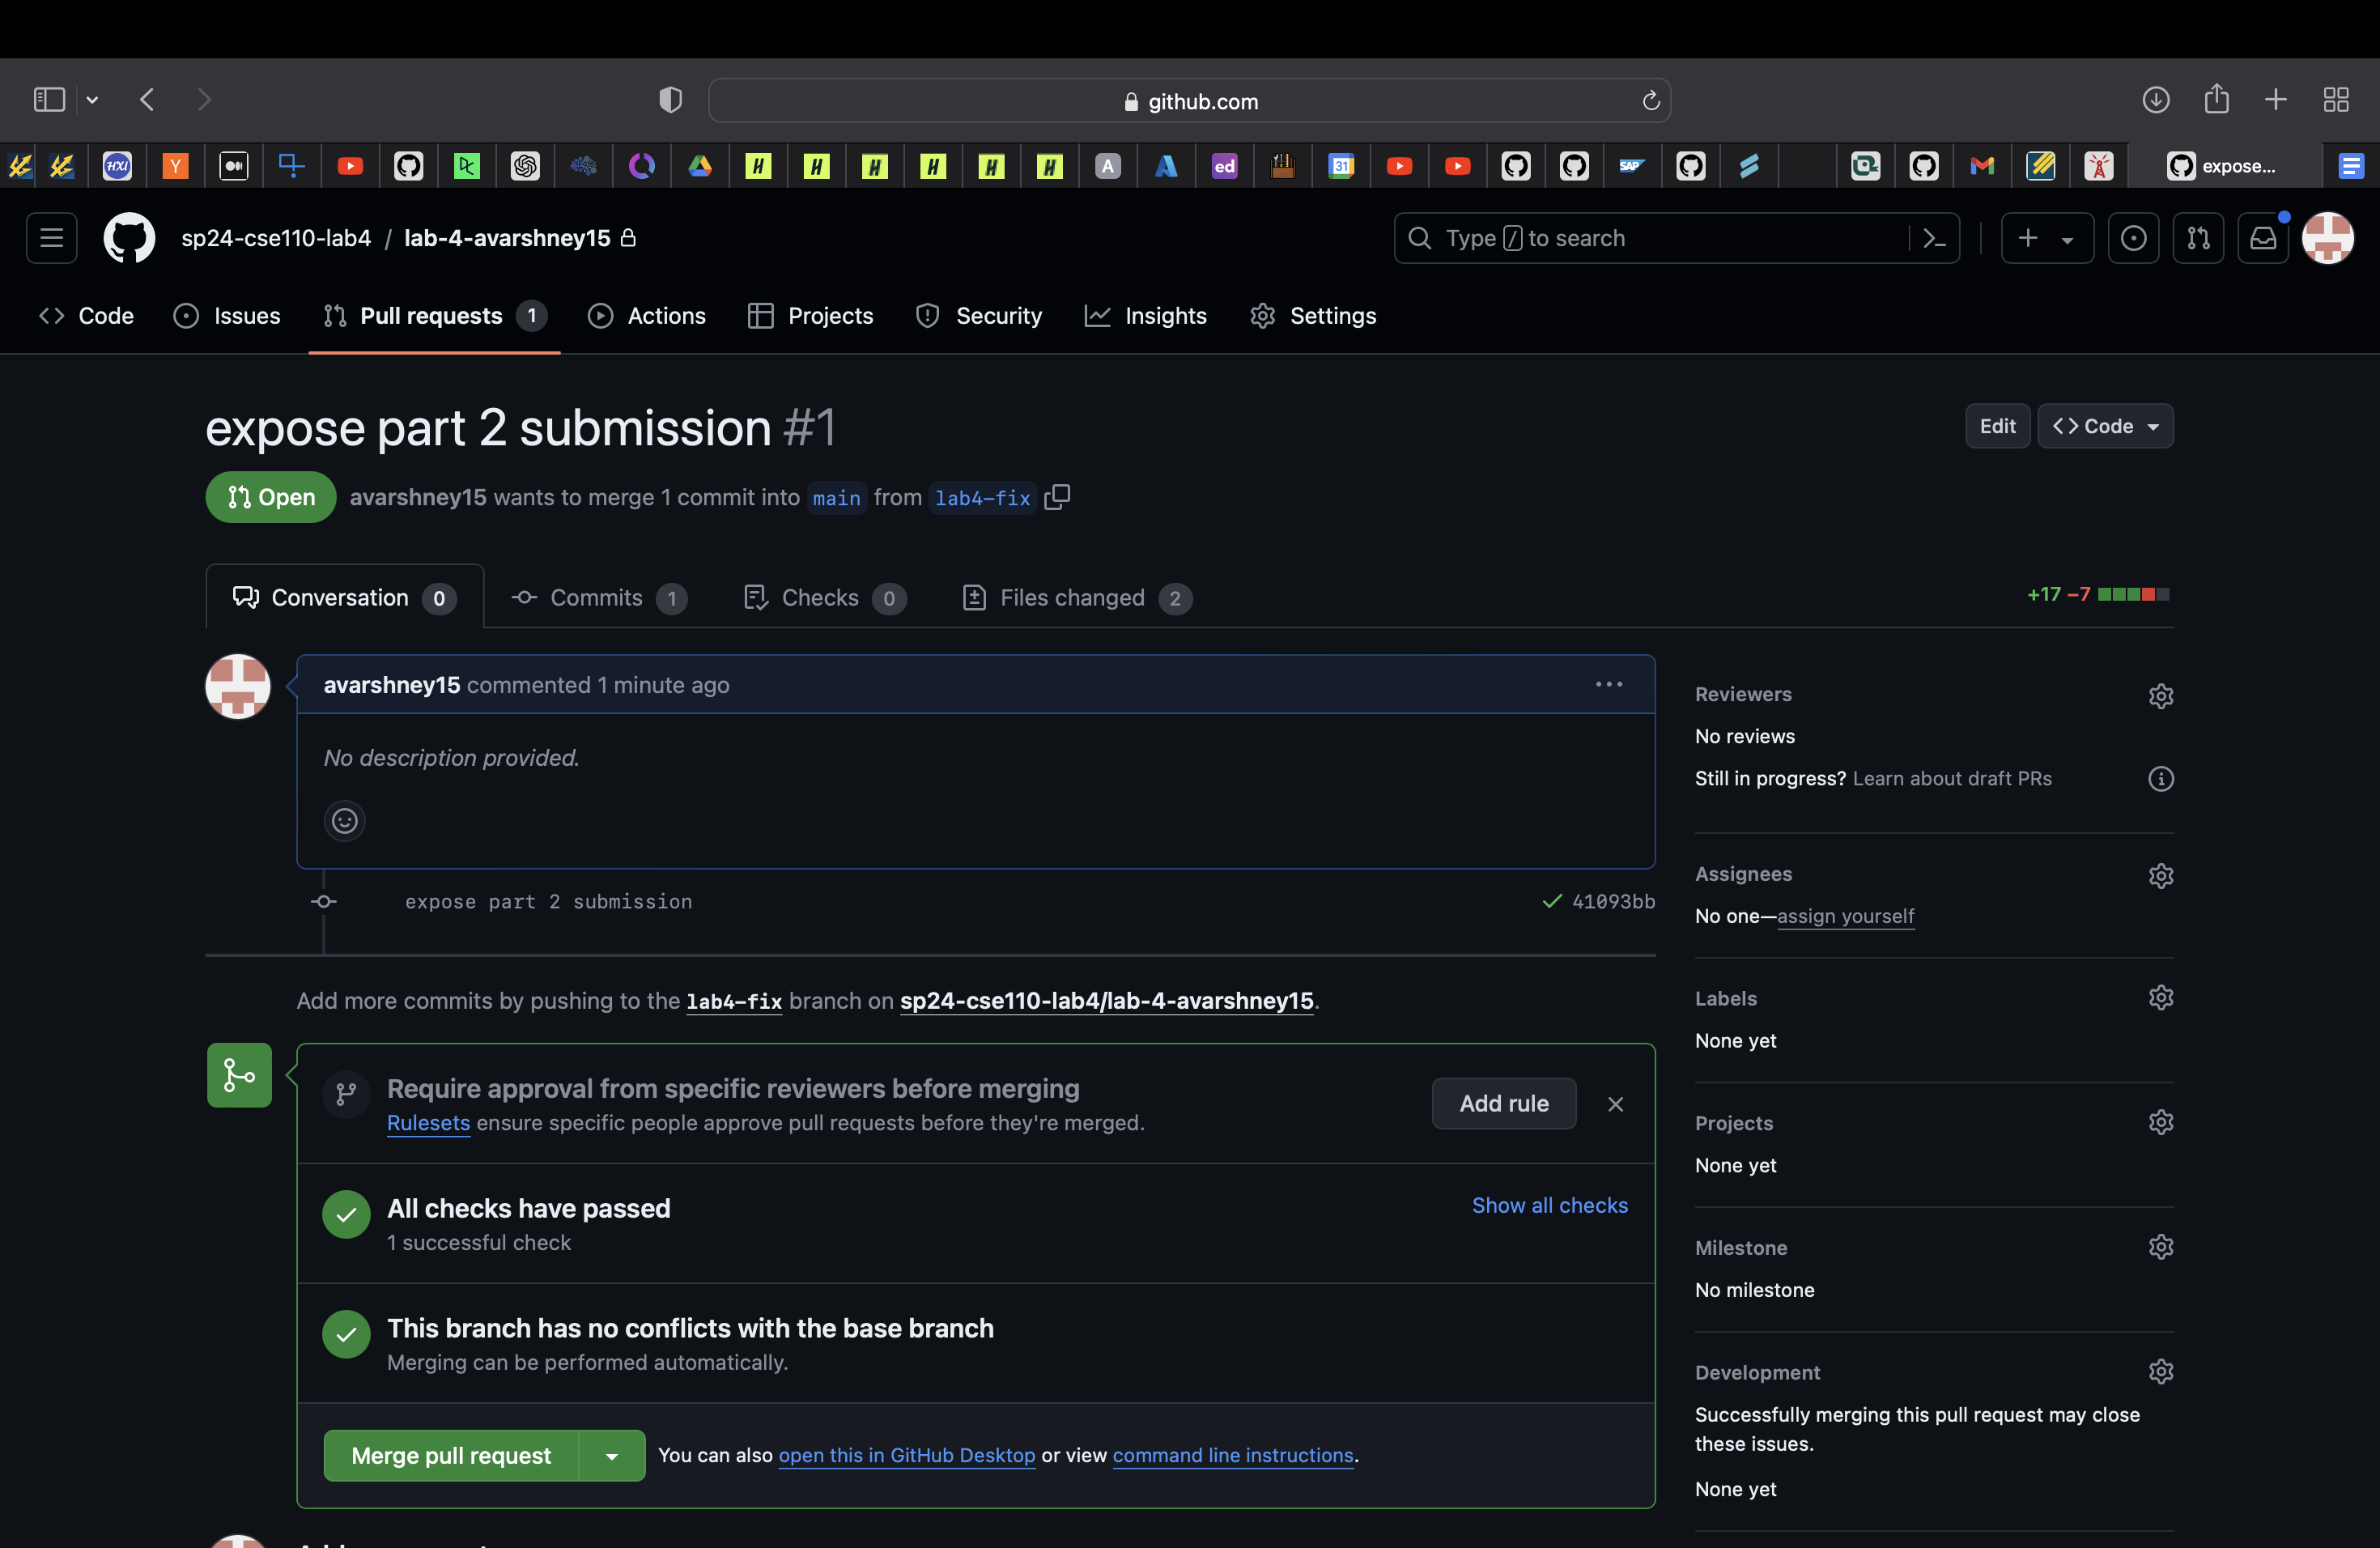 github.com
HXI
Y
DC
H
H
H
H
H
H
A
ed
31
SAP
expose...
sp24-cse110-lab4 / lab-4-avarshney15
Type / to search
Code
Issues
Pull requests 1
Actions
Projects
Security
Insights
Settings
expose part 2 submission #1
Edit
Code
Open
avarshney15 wants to merge 1 commit into main from lab4-fix
Conversation 0
Commits 1
Checks 0
Files changed 2
+17 −7
avarshney15 commented 1 minute ago
No description provided.
expose part 2 submission
41093bb
Add more commits by pushing to the lab4-fix branch on sp24-cse110-lab4/lab-4-avarshney15.
Require approval from specific reviewers before merging
Rulesets ensure specific people approve pull requests before they're merged.
Add rule
All checks have passed
1 successful check
Show all checks
This branch has no conflicts with the base branch
Merging can be performed automatically.
Merge pull request
You can also open this in GitHub Desktop or view command line instructions.
Reviewers
No reviews
Still in progress? Learn about draft PRs
Assignees
No one—assign yourself
Labels
None yet
Projects
None yet
Milestone
No milestone
Development
Successfully merging this pull request may close
these issues.
None yet